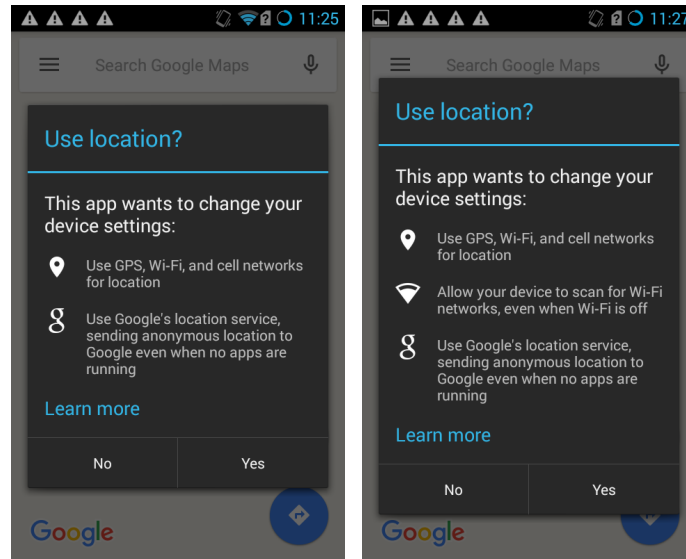 11:25
Search Google Maps
Use location?
This app wants to change your
device settings:
Use GPS, Wi-Fi, and cell networks
for location
g
Use Google's location service,
sending anonymous location to
Google even when no apps are
running
Learn more
No Yes
Google
11:27
Search Google Maps
Use location?
This app wants to change your
device settings:
Use GPS, Wi-Fi, and cell networks
for location
Allow your device to scan for Wi-Fi
networks, even when Wi-Fi is off
g
Use Google's location service,
sending anonymous location to
Google even when no apps are
running
Learn more
No Yes
Google